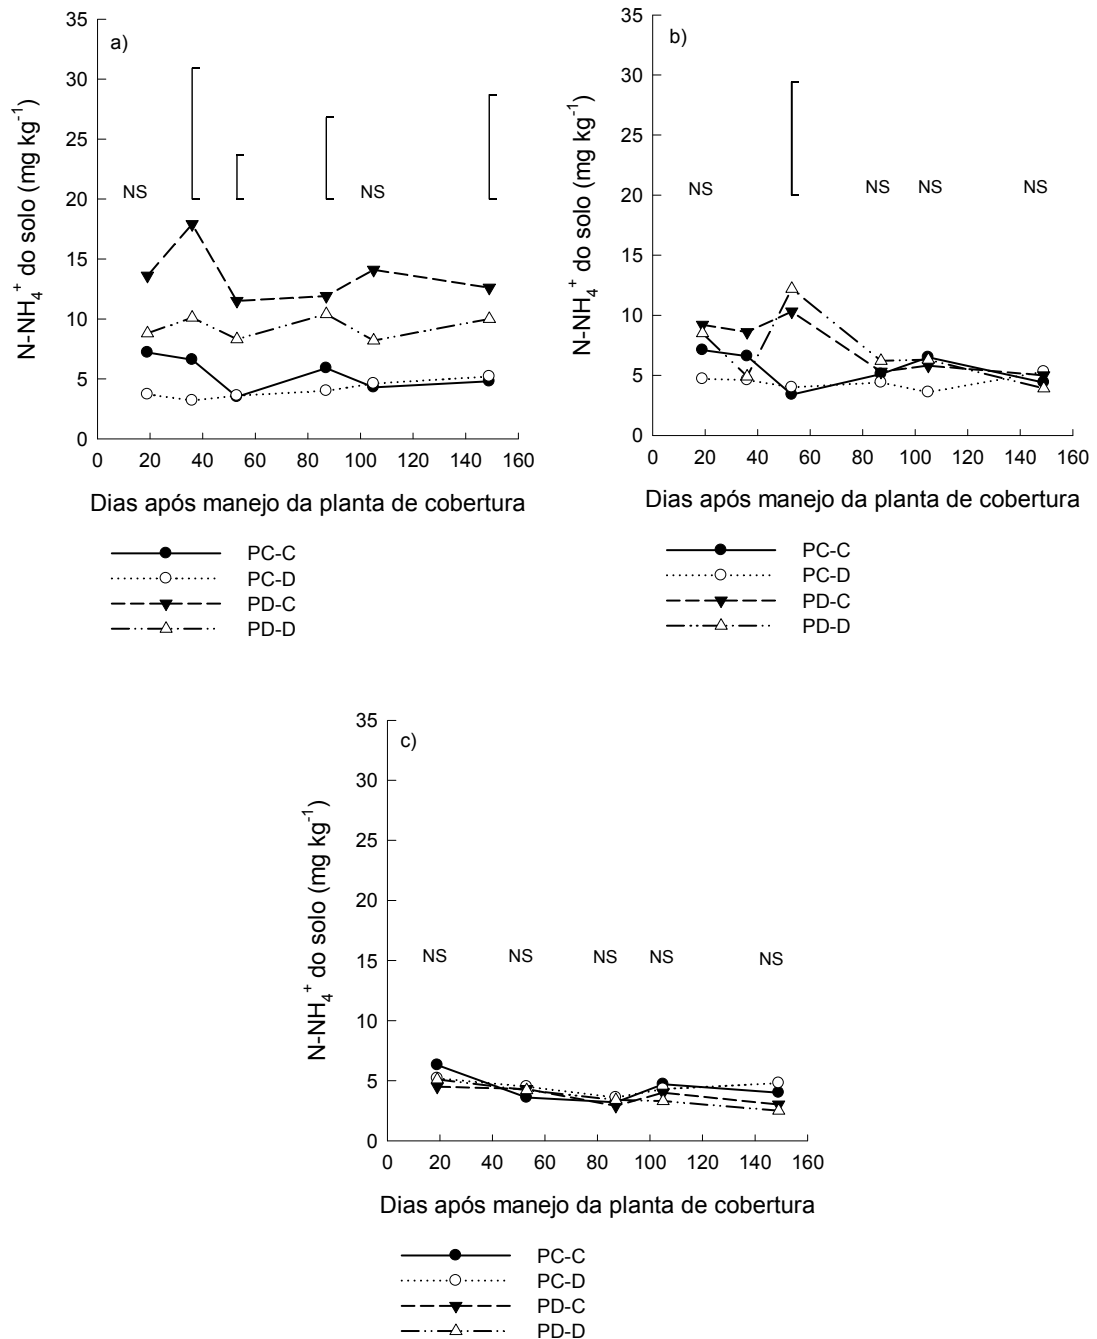 a)
35
30
25
20
15
10
5
0
N-NH4+ do solo (mg kg-1)
NS
NS
0 20 40 60 80 100 120 140 160
Dias após manejo da planta de cobertura
PC-C
PC-D
PD-C
PD-D
b)
35
30
25
20
15
10
5
0
N-NH4+ do solo (mg kg-1)
NS
NS
NS
NS
0 20 40 60 80 100 120 140 160
Dias após manejo da planta de cobertura
PC-C
PC-D
PD-C
PD-D
c)
35
30
25
20
15
10
5
0
N-NH4+ do solo (mg kg-1)
NS
NS
NS
NS
NS
0 20 40 60 80 100 120 140 160
Dias após manejo da planta de cobertura
PC-C
PC-D
PD-C
PD-D